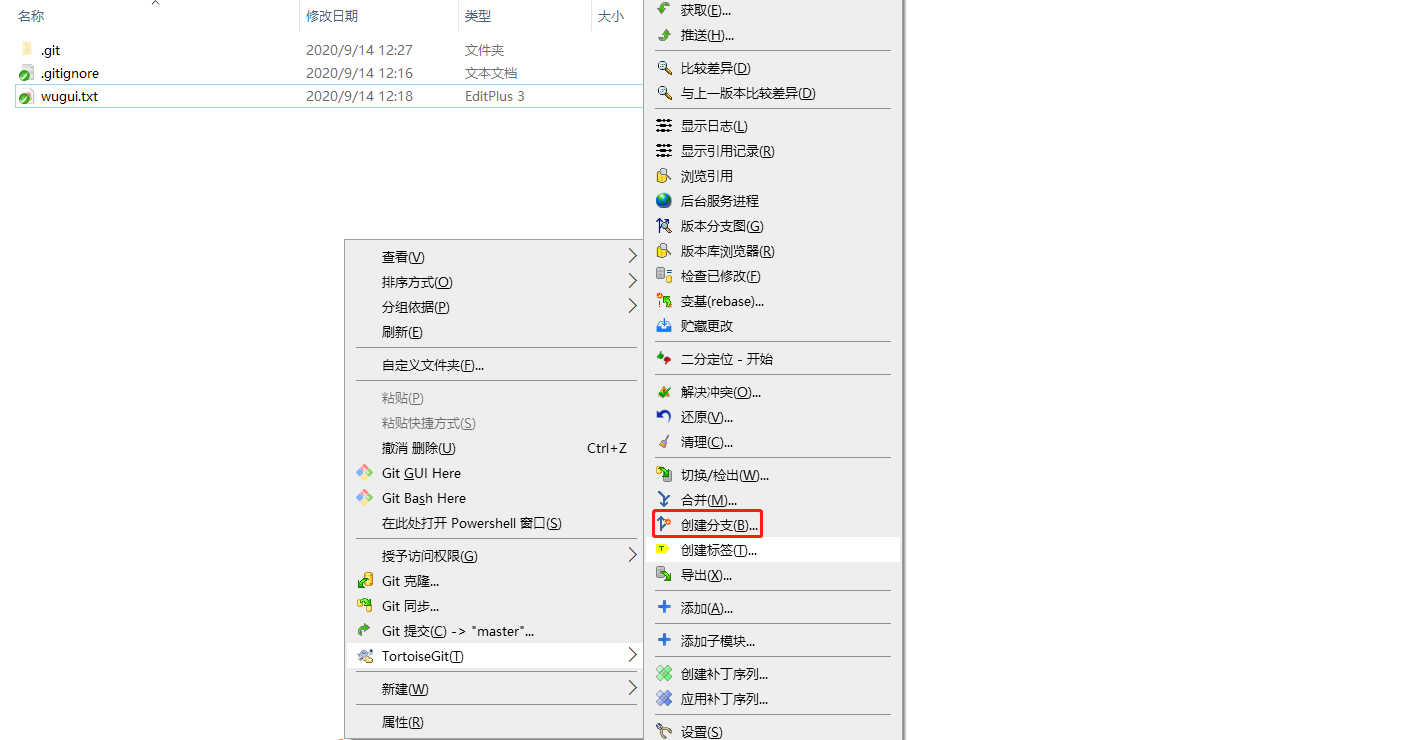 名称 修改日期 类型 大小
.git 2020/9/14 12:27 文件夹
.gitignore 2020/9/14 12:16 文本文档
wugui.txt 2020/9/14 12:18 EditPlus 3
查看(V)
排序方式(O)
分组依据(P)
刷新(E)
自定义文件夹(F)...
粘贴(P)
粘贴快捷方式(S)
撤消 删除(U) Ctrl+Z
Git GUI Here
Git Bash Here
在此处打开 Powershell 窗口(S)
授予访问权限(G)
Git 克隆...
Git 同步...
Git 提交(C) -> "master"...
TortoiseGit(T)
新建(W)
属性(R)
获取(E)...
推送(H)...
比较差异(D)
与上一版本比较差异(D)
显示日志(L)
显示引用记录(R)
浏览引用
后台服务进程
版本分支图(G)
版本库浏览器(R)
检查已修改(F)
变基(rebase)...
贮藏更改
二分定位 - 开始
解决冲突(O)...
还原(V)...
清理(C)...
切换/检出(W)...
合并(M)...
创建分支(B)...
创建标签(T)...
导出(X)...
添加(A)...
添加子模块...
创建补丁序列...
应用补丁序列...
设置(S)